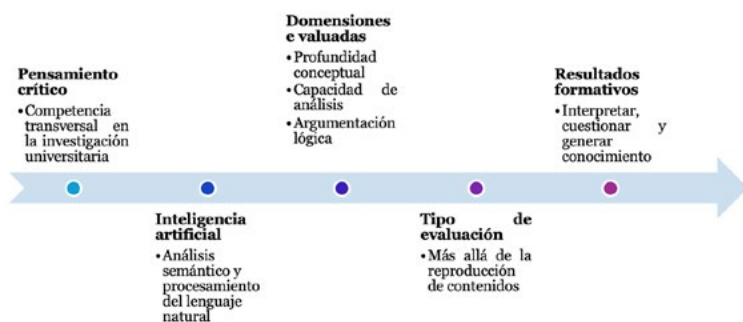 Pensamiento
crítico
•Competencia
transversal en
la investigación
universitaria
Inteligencia
artificial
•Análisis
semántico y
procesamiento
del lenguaje
natural
Domensiones
e valuadas
•Profundidad
conceptual
•Capacidad de
análisis
•Argumentación
lógica
Tipo de
evaluación
•Más allá de la
reproducción
de contenidos
Resultados
formativos
•Interpretar,
cuestionar y
generar
conocimiento